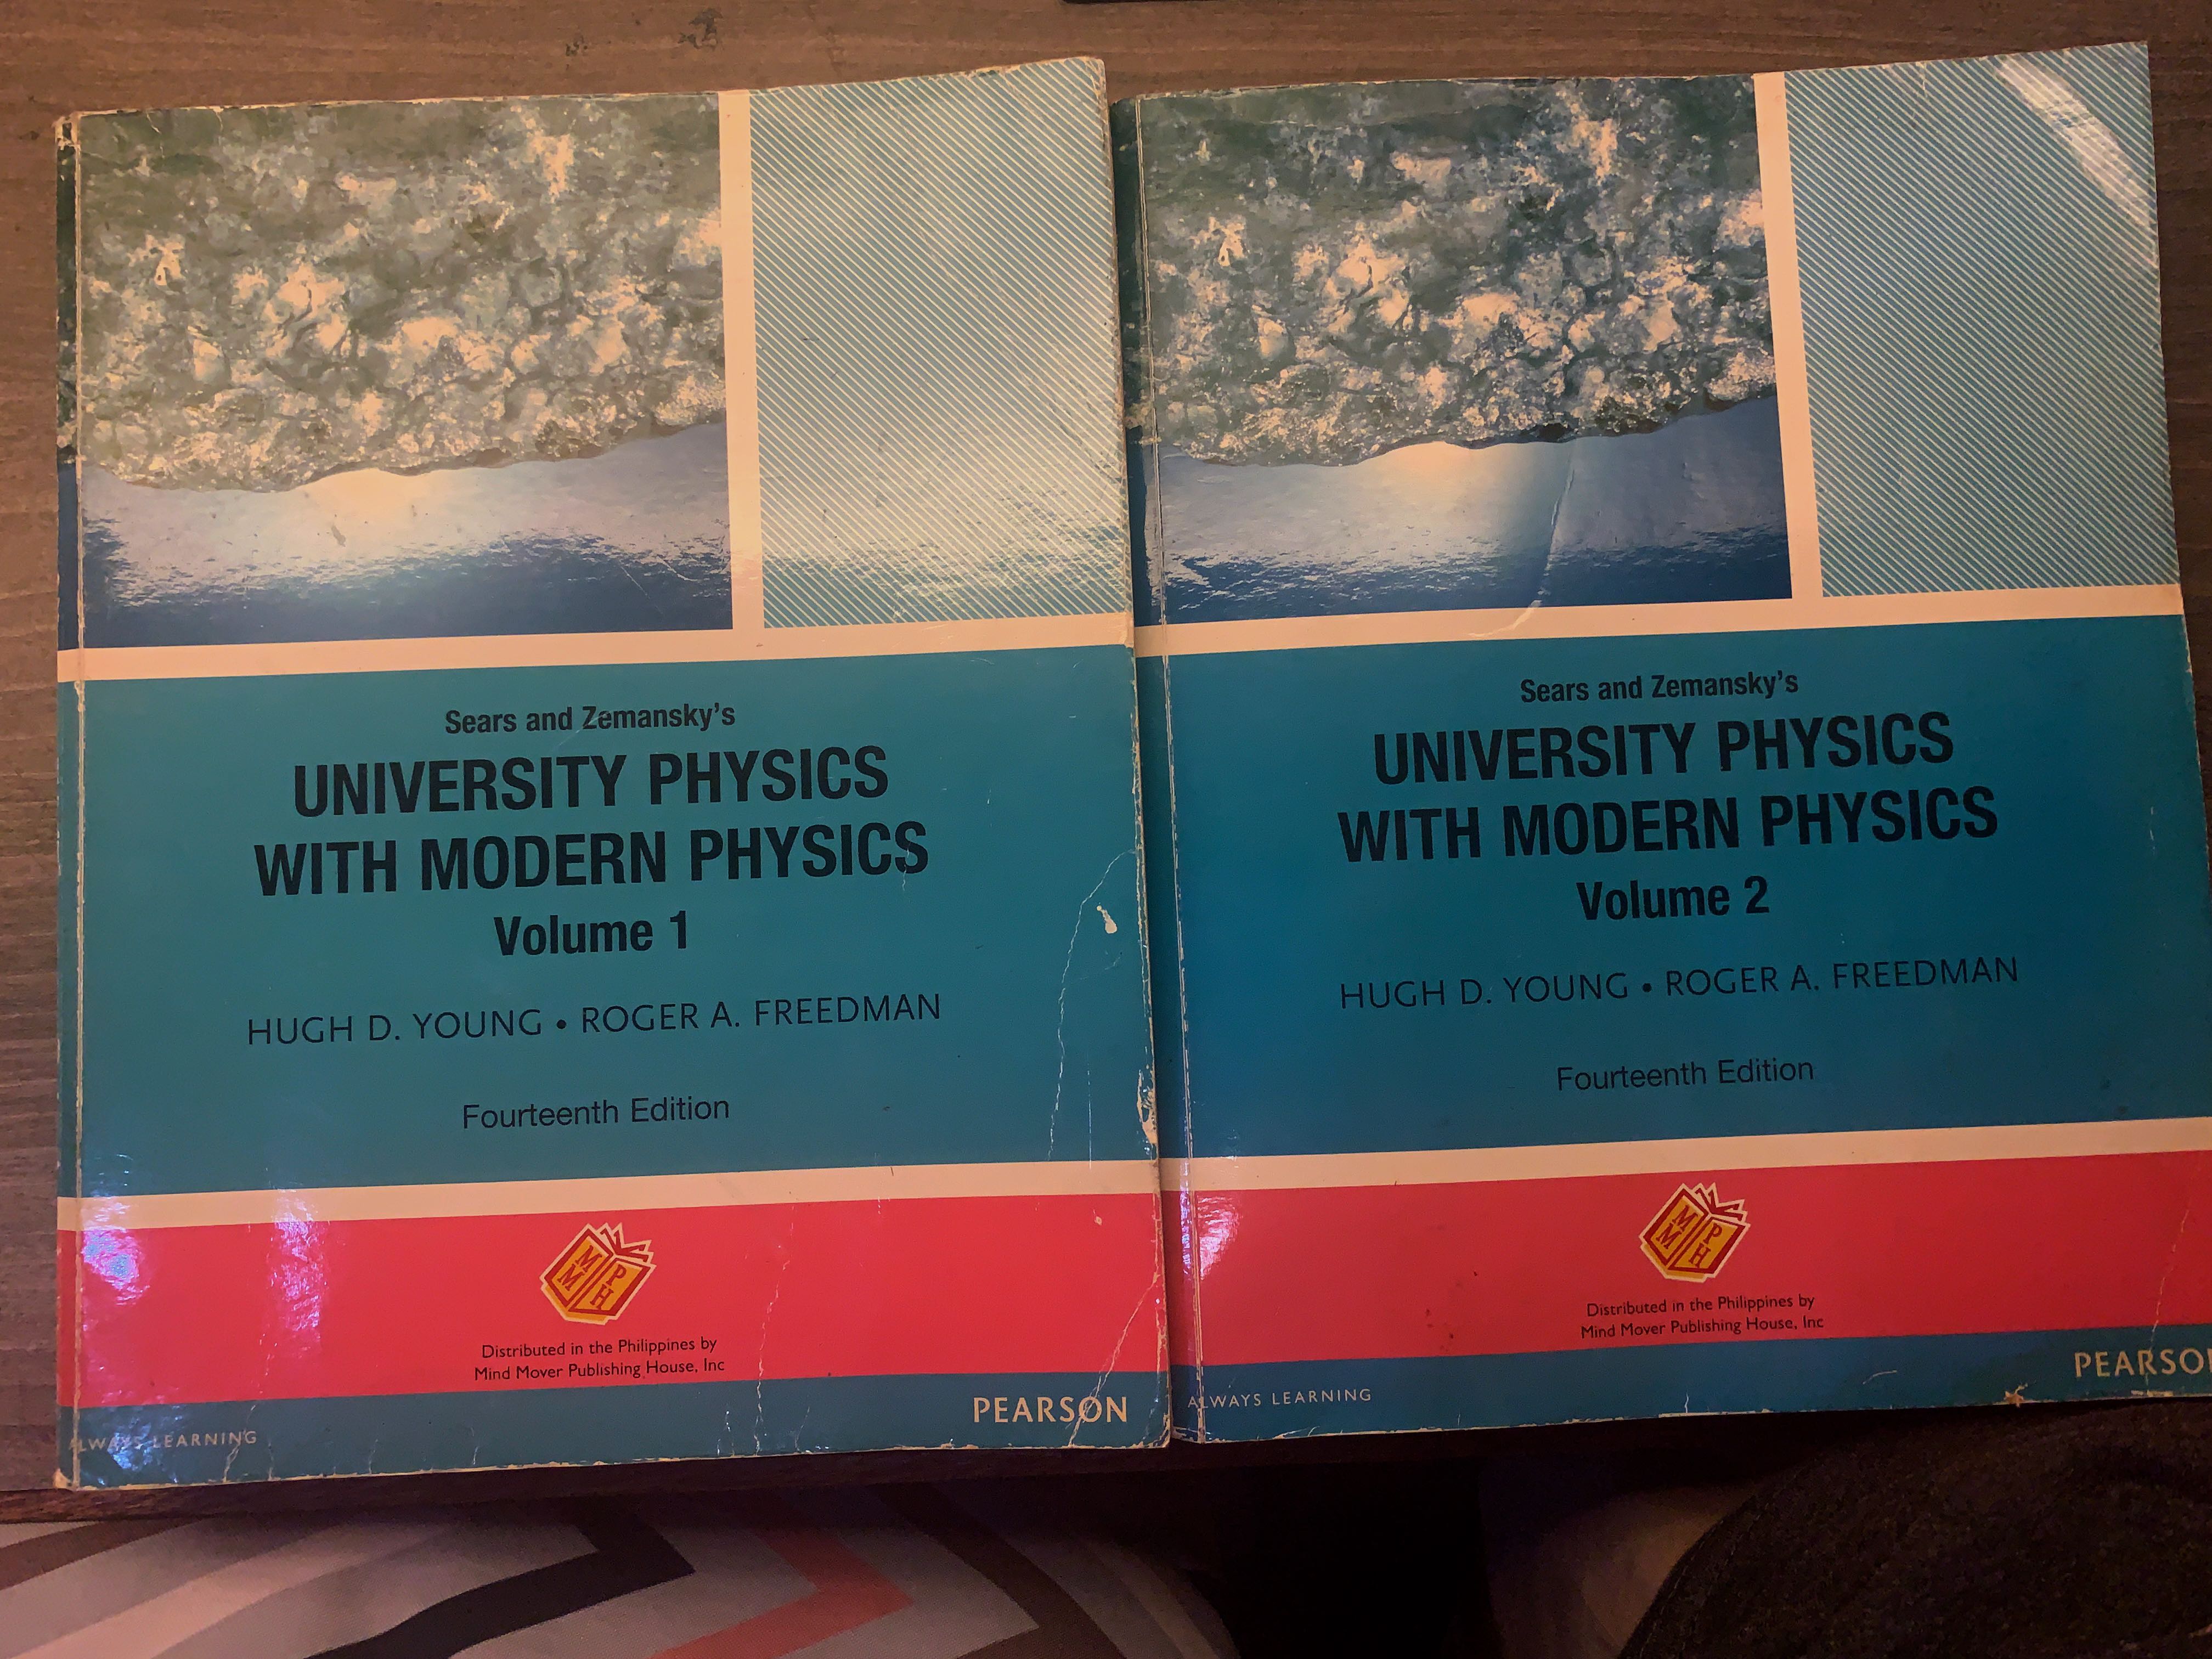 Sears and Zemansky's
UNIVERSITY PHYSICS
WITH MODERN PHYSICS
Volume 1
HUGH D. YOUNG • ROGER A. FREEDMAN
Fourteenth Edition
M P
M H
Distributed in the Philippines by
Mind Mover Publishing House, Inc
ALWAYS LEARNING
PEARSON
Sears and Zemansky's
UNIVERSITY PHYSICS
WITH MODERN PHYSICS
Volume 2
HUGH D. YOUNG • ROGER A. FREEDMAN
Fourteenth Edition
M P
M H
Distributed in the Philippines by
Mind Mover Publishing House, Inc
ALWAYS LEARNING
PEARSO